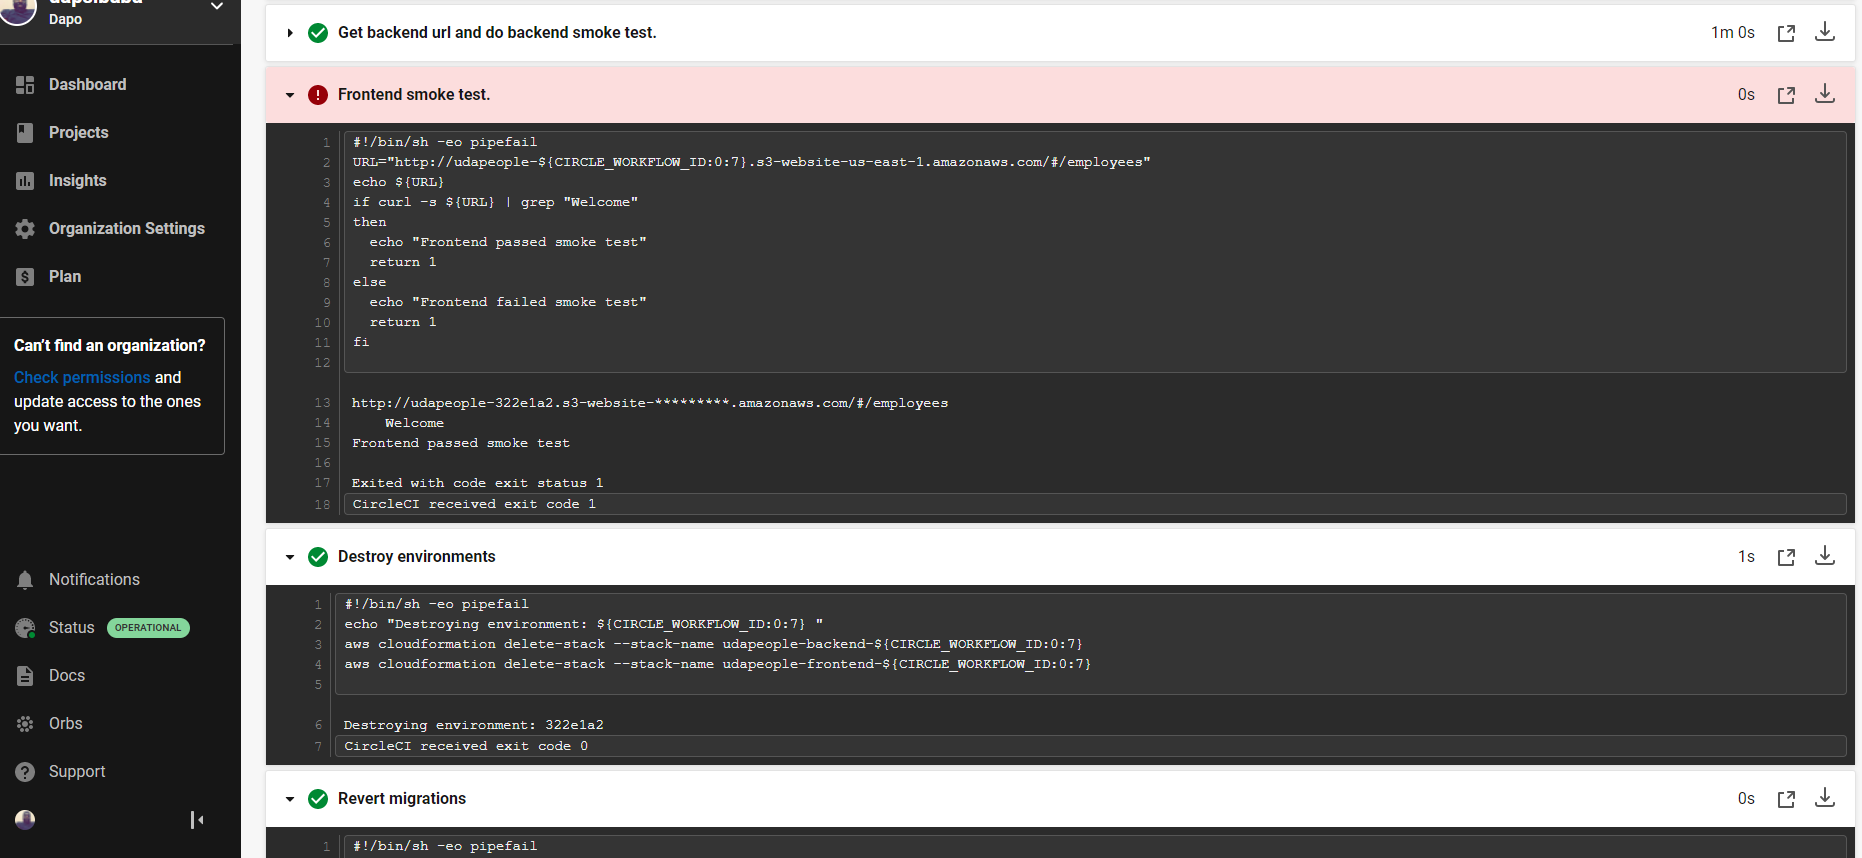 Dapo
Dashboard
Projects
Insights
Organization Settings
Plan
Can't find an organization?
Check permissions and
update access to the ones
you want.
Notifications
Status OPERATIONAL
Docs
Orbs
Support
Get backend url and do backend smoke test. 1m 0s
Frontend smoke test. 0s
1 #!/bin/sh -eo pipefail
2 URL="http://udapeople-${CIRCLE_WORKFLOW_ID:0:7}.s3-website-us-east-1.amazonaws.com/#/employees"
3 echo ${URL}
4 if curl -s ${URL} | grep "Welcome"
5 then
6 echo "Frontend passed smoke test"
7 return 1
8 else
9 echo "Frontend failed smoke test"
10 return 1
11 fi
12
13 http://udapeople-322e1a2.s3-website-*********.amazonaws.com/#/employees
14 Welcome
15 Frontend passed smoke test
16
17 Exited with code exit status 1
18 CircleCI received exit code 1
Destroy environments 1s
1 #!/bin/sh -eo pipefail
2 echo "Destroying environment: ${CIRCLE_WORKFLOW_ID:0:7} "
3 aws cloudformation delete-stack --stack-name udapeople-backend-${CIRCLE_WORKFLOW_ID:0:7}
4 aws cloudformation delete-stack --stack-name udapeople-frontend-${CIRCLE_WORKFLOW_ID:0:7}
5
6 Destroying environment: 322e1a2
7 CircleCI received exit code 0
Revert migrations 0s
1 #!/bin/sh -eo pipefail